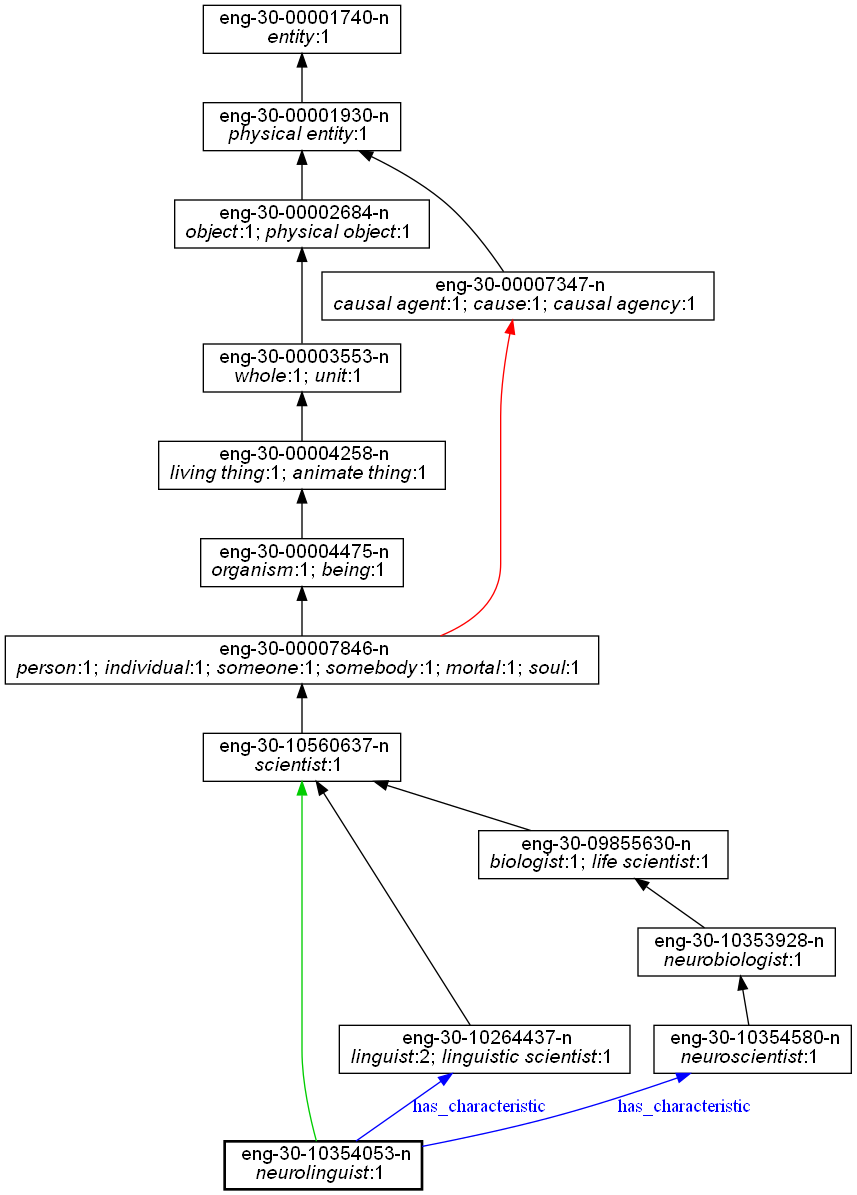 eng-30-00001740-n
entity:1
eng-30-00001930-n
physical entity:1
eng-30-00002684-n
object:1; physical object:1
eng-30-00007347-n
causal agent:1; cause:1; causal agency:1
eng-30-00003553-n
whole:1; unit:1
eng-30-00004258-n
living thing:1; animate thing:1
eng-30-00004475-n
organism:1; being:1
eng-30-00007846-n
person:1; individual:1; someone:1; somebody:1; mortal:1; soul:1
eng-30-10560637-n
scientist:1
eng-30-09855630-n
biologist:1; life scientist:1
eng-30-10353928-n
neurobiologist:1
eng-30-10264437-n
linguist:2; linguistic scientist:1
eng-30-10354580-n
neuroscientist:1
has_characteristic
has_characteristic
eng-30-10354053-n
neurolinguist:1